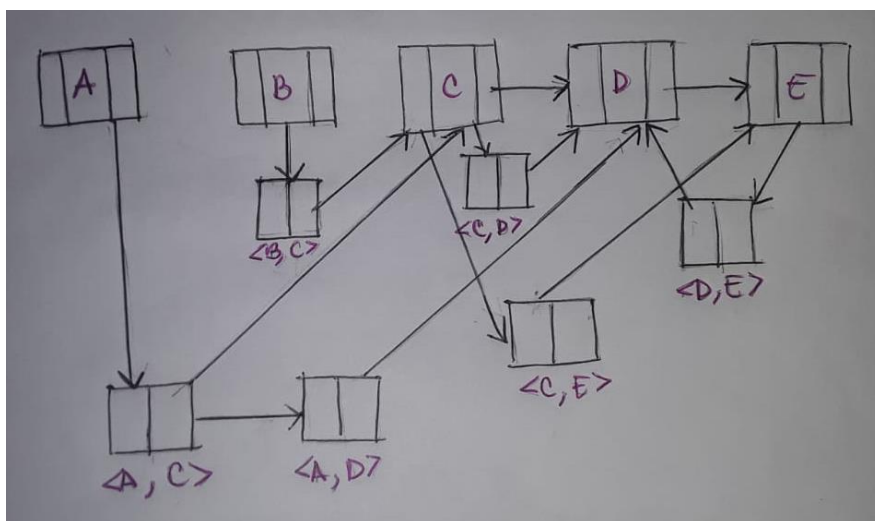 A B C D E
<B,C> <C,D>
<D,E>
<C,E>
<A,C> <A,D>